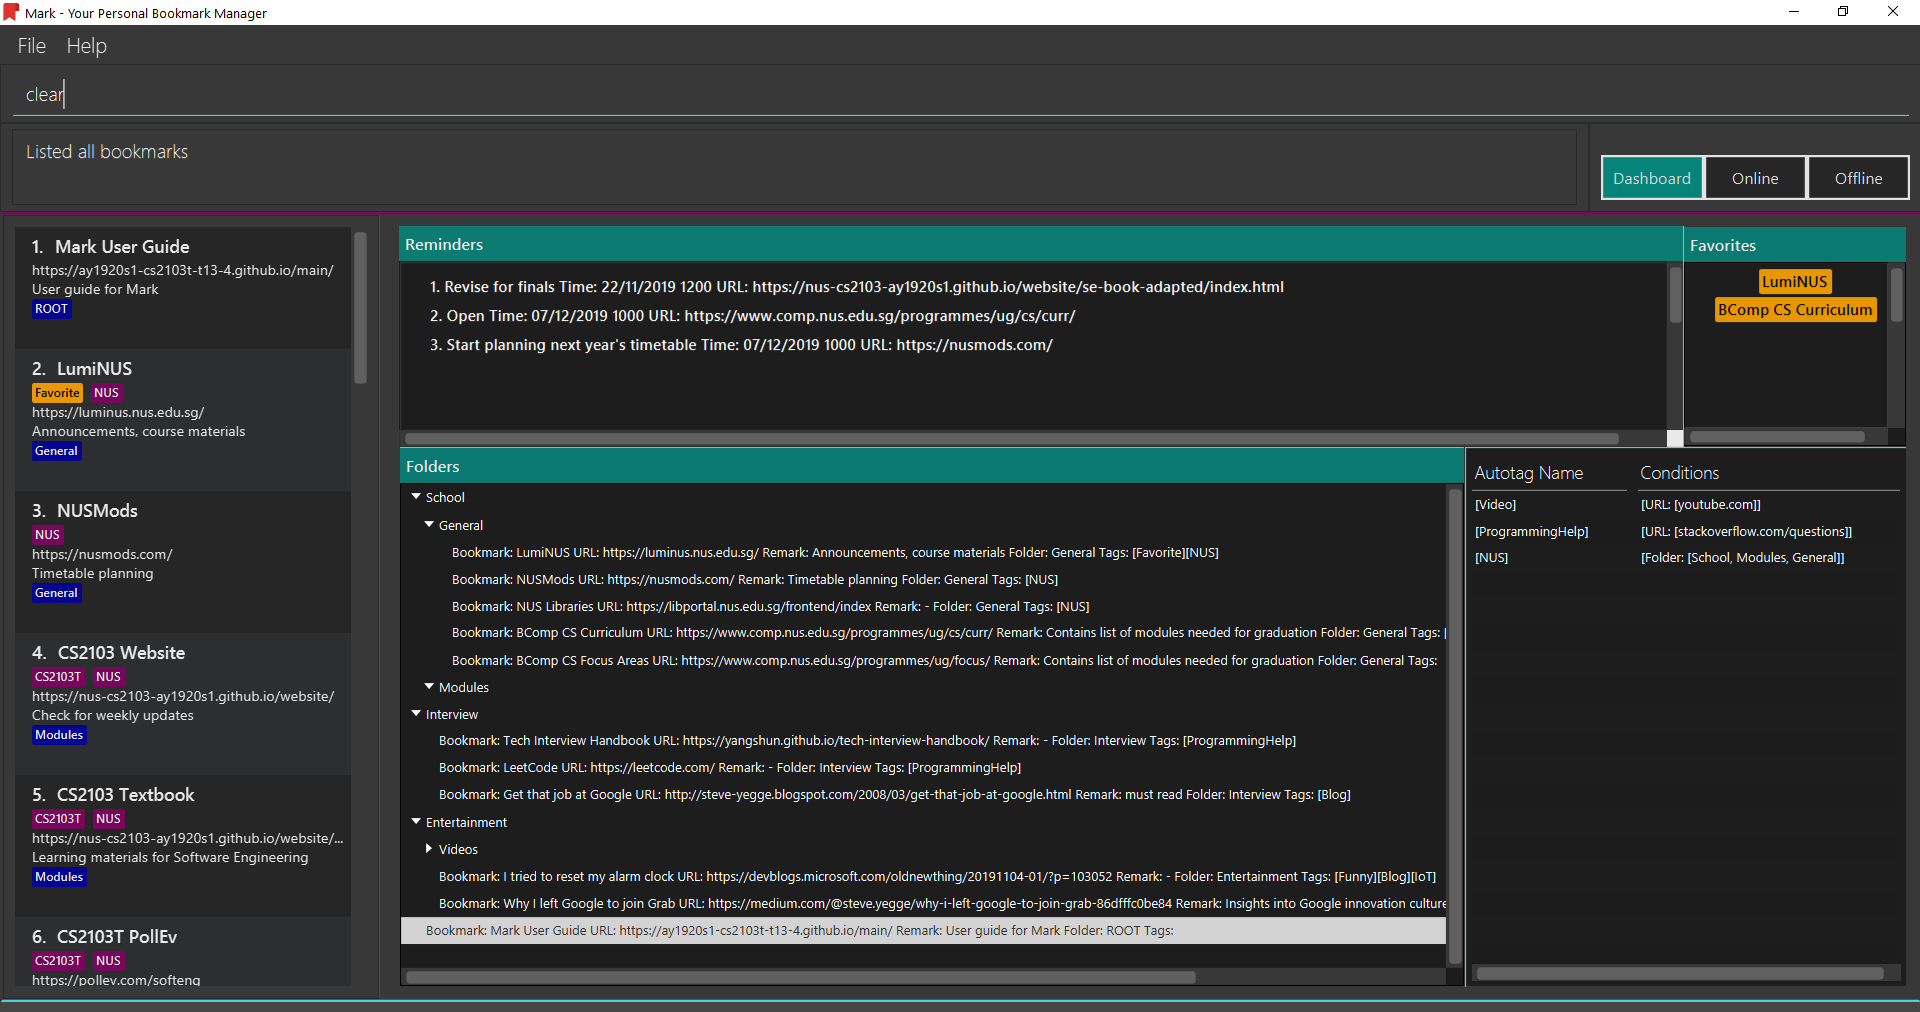 Mark - Your Personal Bookmark Manager
File Help
clear
Listed all bookmarks
Dashboard Online Offline
1. Mark User Guide
https://ay1920s1-cs2103t-t13-4.github.io/main/
User guide for Mark
ROOT
2. LumiNUS
Favorite NUS
https://luminus.nus.edu.sg/
Announcements, course materials
General
3. NUSMods
NUS
https://nusmods.com/
Timetable planning
General
4. CS2103 Website
CS2103T NUS
https://nus-cs2103-ay1920s1.github.io/website/
Check for weekly updates
Modules
5. CS2103 Textbook
CS2103T NUS
https://nus-cs2103-ay1920s1.github.io/website/...
Learning materials for Software Engineering
Modules
6. CS2103T PollEv
CS2103T NUS
https://pollev.com/softeng
Reminders
1. Revise for finals Time: 22/11/2019 1200 URL: https://nus-cs2103-ay1920s1.github.io/website/se-book-adapted/index.html
2. Open Time: 07/12/2019 1000 URL: https://www.comp.nus.edu.sg/programmes/ug/cs/curr/
3. Start planning next year's timetable Time: 07/12/2019 1000 URL: https://nusmods.com/
Favorites
LumiNUS
BComp CS Curriculum
Folders
School
General
Bookmark: LumiNUS URL: https://luminus.nus.edu.sg/ Remark: Announcements, course materials Folder: General Tags: [Favorite][NUS]
Bookmark: NUSMods URL: https://nusmods.com/ Remark: Timetable planning Folder: General Tags: [NUS]
Bookmark: NUS Libraries URL: https://libportal.nus.edu.sg/frontend/index Remark: - Folder: General Tags: [NUS]
Bookmark: BComp CS Curriculum URL: https://www.comp.nus.edu.sg/programmes/ug/cs/curr/ Remark: Contains list of modules needed for graduation Folder: General Tags: [
Bookmark: BComp CS Focus Areas URL: https://www.comp.nus.edu.sg/programmes/ug/focus/ Remark: Contains list of modules needed for graduation Folder: General Tags:
Modules
Interview
Bookmark: Tech Interview Handbook URL: https://yangshun.github.io/tech-interview-handbook/ Remark: - Folder: Interview Tags: [ProgrammingHelp]
Bookmark: LeetCode URL: https://leetcode.com/ Remark: - Folder: Interview Tags: [ProgrammingHelp]
Bookmark: Get that job at Google URL: http://steve-yegge.blogspot.com/2008/03/get-that-job-at-google.html Remark: must read Folder: Interview Tags: [Blog]
Entertainment
Videos
Bookmark: I tried to reset my alarm clock URL: https://devblogs.microsoft.com/oldnewthing/20191104-01/?p=103052 Remark: - Folder: Entertainment Tags: [Funny][Blog][IoT]
Bookmark: Why I left Google to join Grab URL: https://medium.com/@steve.yegge/why-i-left-google-to-join-grab-86dfffc0be84 Remark: Insights into Google innovation culture
Bookmark: Mark User Guide URL: https://ay1920s1-cs2103t-t13-4.github.io/main/ Remark: User guide for Mark Folder: ROOT Tags:
Autotag Name Conditions
[Video] [URL: [youtube.com]]
[ProgrammingHelp] [URL: [stackoverflow.com/questions]]
[NUS] [Folder: [School, Modules, General]]